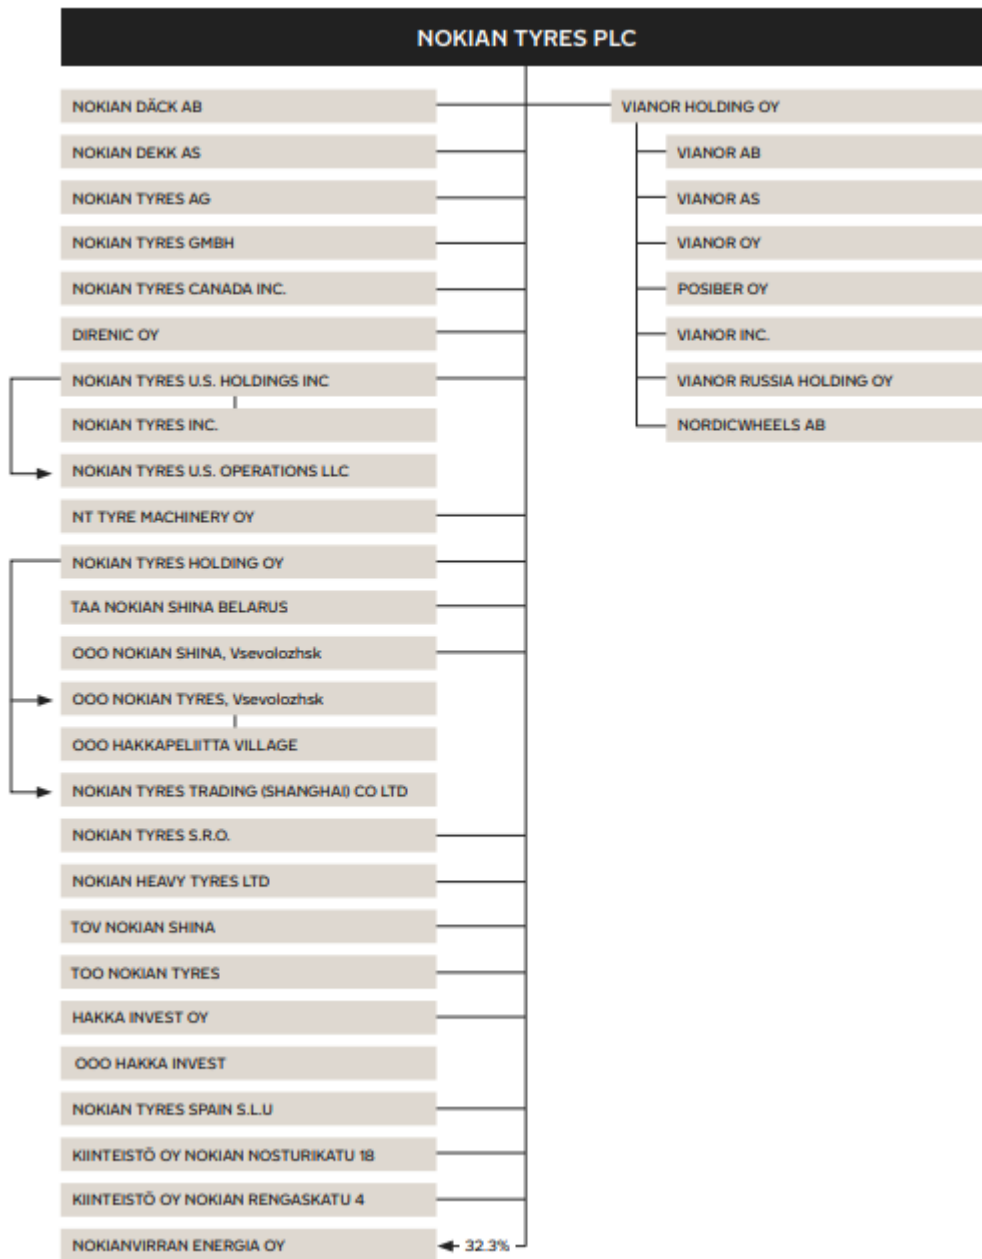 NOKIAN TYRES PLC
NOKIAN DÄCK AB
NOKIAN DEKK AS
NOKIAN TYRES AG
NOKIAN TYRES GMBH
NOKIAN TYRES CANADA INC.
DIRENIC OY
NOKIAN TYRES U.S. HOLDINGS INC
NOKIAN TYRES INC.
NOKIAN TYRES U.S. OPERATIONS LLC
NT TYRE MACHINERY OY
NOKIAN TYRES HOLDING OY
TAA NOKIAN SHINA BELARUS
OOO NOKIAN SHINA, Vsevolozhsk
OOO NOKIAN TYRES, Vsevolozhsk
OOO HAKKAPELIITTA VILLAGE
NOKIAN TYRES TRADING (SHANGHAI) CO LTD
NOKIAN TYRES S.R.O.
NOKIAN HEAVY TYRES LTD
TOV NOKIAN SHINA
TOO NOKIAN TYRES
HAKKA INVEST OY
OOO HAKKA INVEST
NOKIAN TYRES SPAIN S.L.U
KIINTEISTÖ OY NOKIAN NOSTURIKATU 18
KIINTEISTÖ OY NOKIAN RENGASKATU 4
NOKIANVIRRAN ENERGIA OY
32.3%
VIANOR HOLDING OY
VIANOR AB
VIANOR AS
VIANOR OY
POSIBER OY
VIANOR INC.
VIANOR RUSSIA HOLDING OY
NORDICWHEELS AB